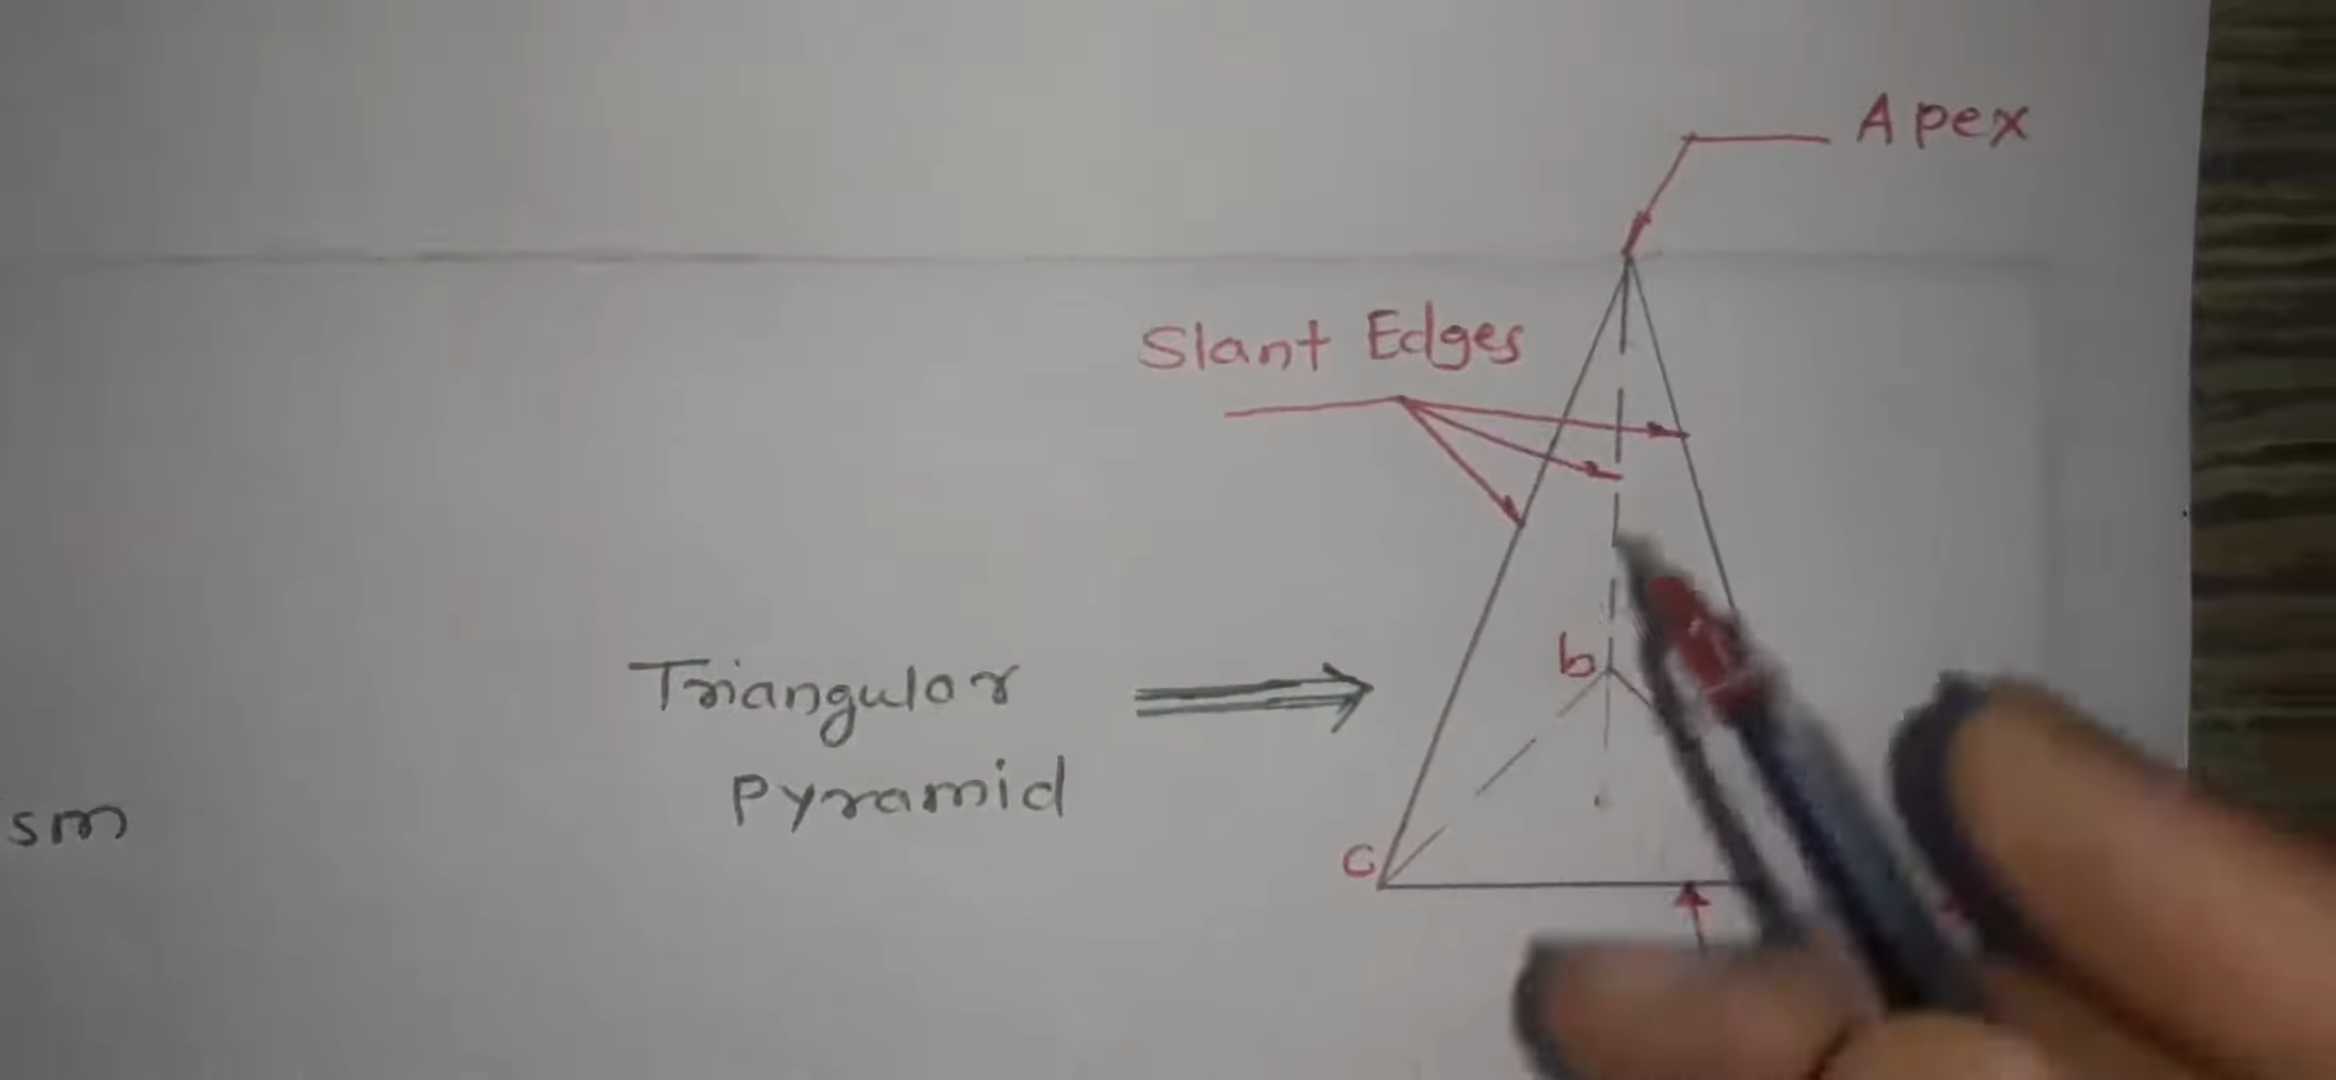 Apex
Slant Edges
b
Triangular
Pyramid
sm
c